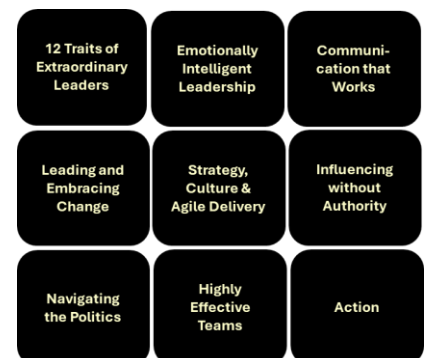 12 Traits of
Extraordinary
Leaders
Emotionally
Intelligent
Leadership
Communi-
cation that
Works
Leading and
Embracing
Change
Strategy,
Culture &
Agile Delivery
Influencing
without
Authority
Navigating
the Politics
Highly
Effective
Teams
Action